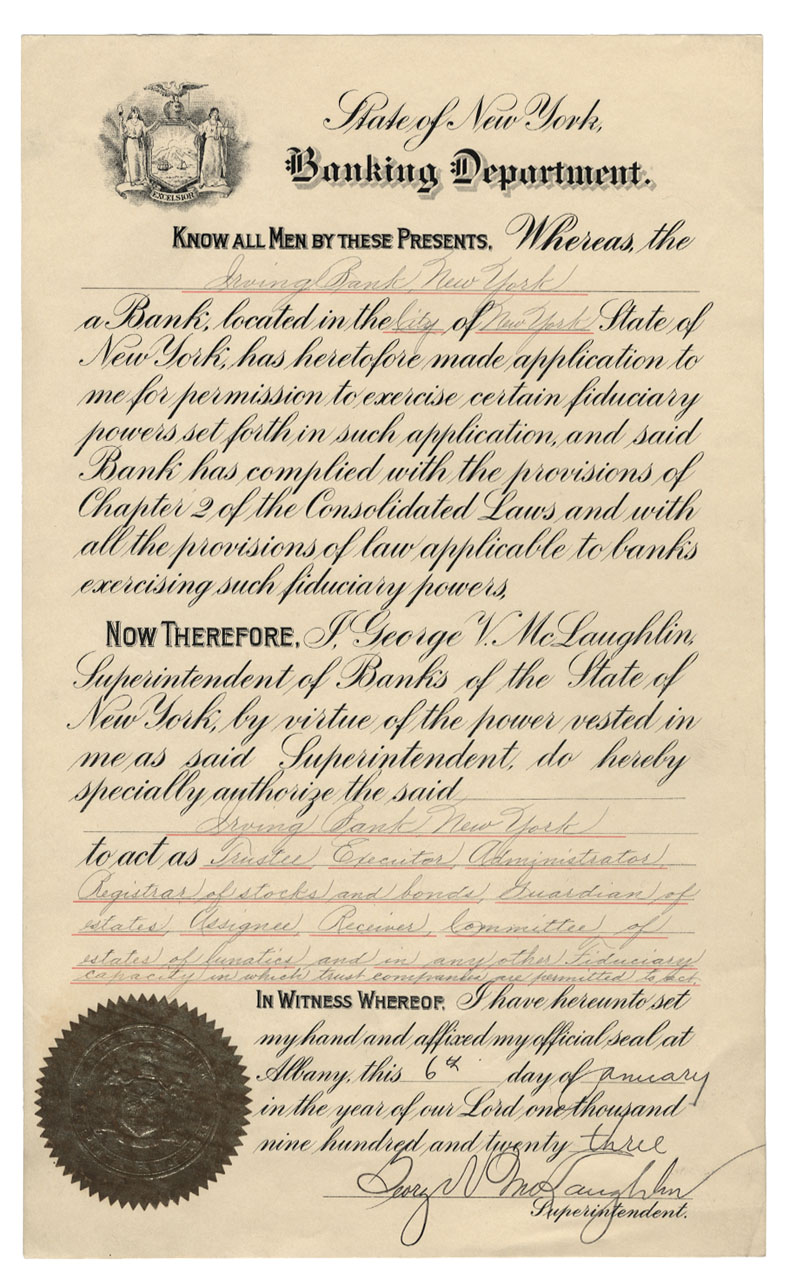 EXCELSIOR
State of New York,
Banking Department.
KNOW ALL MEN BY THESE PRESENTS, Whereas, the
Irving Bank, New York
a Bank, located in the City of New York State of
New York, has heretofore made application to
me for permission to exercise certain fiduciary
powers set forth in such application, and said
Bank has complied with the provisions of
Chapter 2 of the Consolidated Laws and with
all the provisions of law applicable to banks
exercising such fiduciary powers,
NOW THEREFORE, I, George V. McLaughlin,
Superintendent of Banks of the State of
New York, by virtue of the power vested in
me as said Superintendent, do hereby
specially authorize the said
Irving Bank New York
to act as Trustee, Executor, Administrator,
Registrar of stocks and bonds, Guardian of
estates, Assignee, Receiver, Committee of
estates of lunatics and in any other Fiduciary
capacity in which trust companies are permitted to act.
IN WITNESS WHEREOF, I have hereunto set
my hand and affixed my official seal at
Albany, this 6th day of January
in the year of our Lord one thousand
nine hundred and twenty three
Georg V McLaughlin
Superintendent.